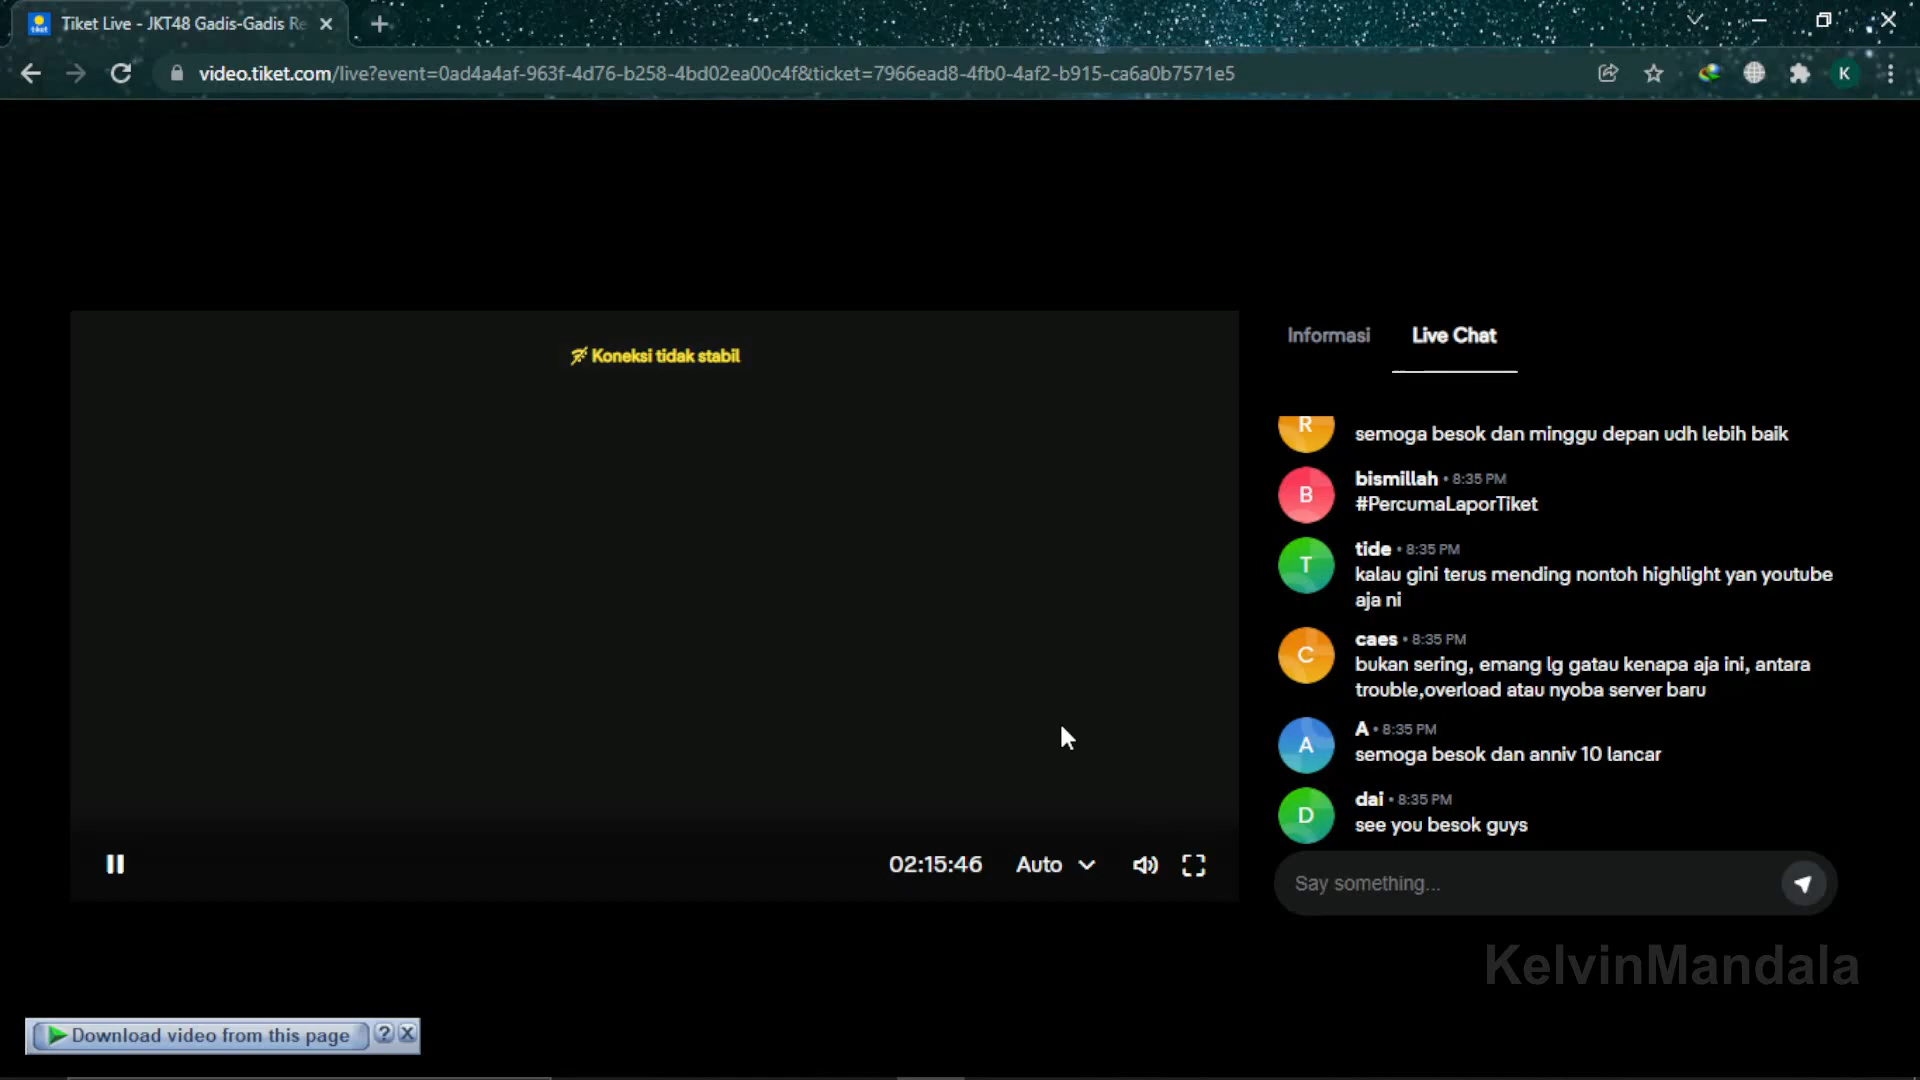 Tiket Live - JKT48 Gadis-Gadis Re
video.tiket.com/live?event=0ad4a4af-963f-4d76-b258-4bd02ea00c4f&ticket=7966ead8-4fb0-4af2-b915-ca6a0b7571e5
K
Koneksi tidak stabil
02:15:46 Auto
Informasi Live Chat
R
semoga besok dan minggu depan udh lebih baik
B
bismillah • 8:35 PM
#PercumaLaporTiket
T
tide • 8:35 PM
kalau gini terus mending nontoh highlight yan youtube
aja ni
C
caes • 8:35 PM
bukan sering, emang lg gatau kenapa aja ini, antara
trouble,overload atau nyoba server baru
A
A • 8:35 PM
semoga besok dan anniv 10 lancar
D
dai • 8:35 PM
see you besok guys
Say something...
KelvinMandala
Download video from this page ? X